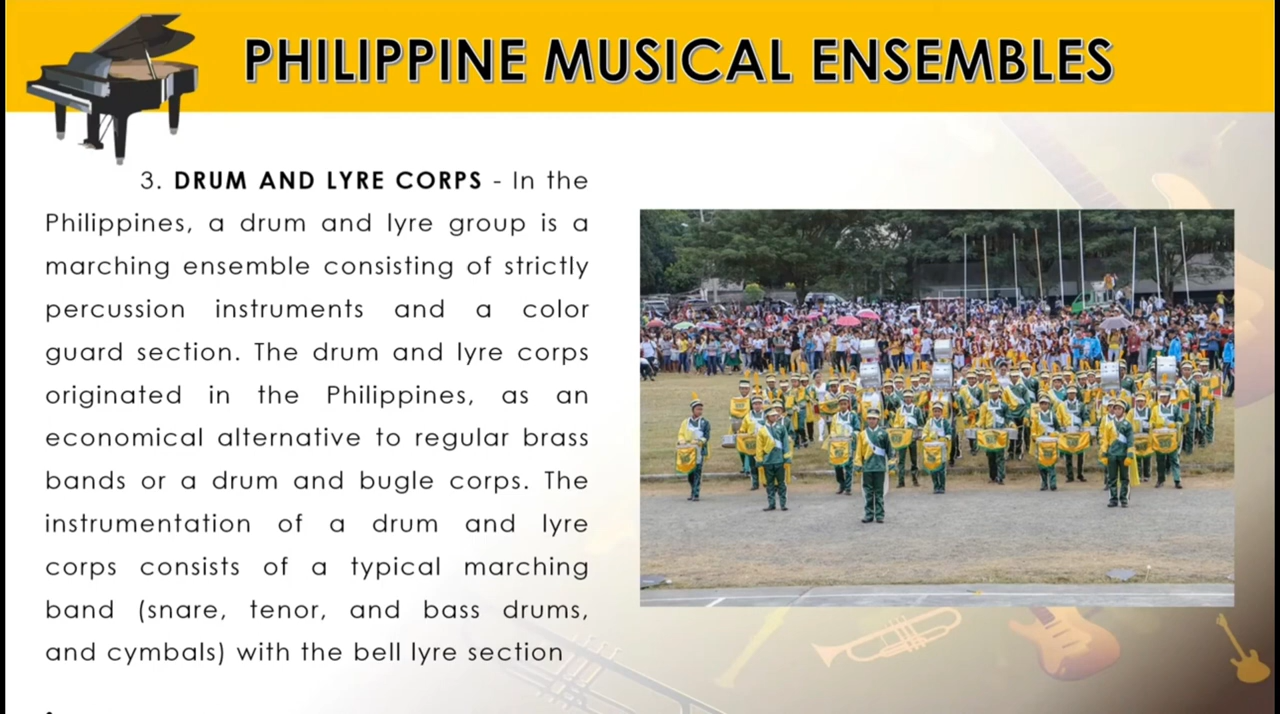 PHILIPPINE MUSICAL ENSEMBLES
3. DRUM AND LYRE CORPS - In the
Philippines, a drum and lyre group is a
marching ensemble consisting of strictly
percussion instruments and a color
guard section. The drum and lyre corps
originated in the Philippines, as an
economical alternative to regular brass
bands or a drum and bugle corps. The
instrumentation of a drum and lyre
corps consists of a typical marching
band (snare, tenor, and bass drums,
and cymbals) with the bell lyre section